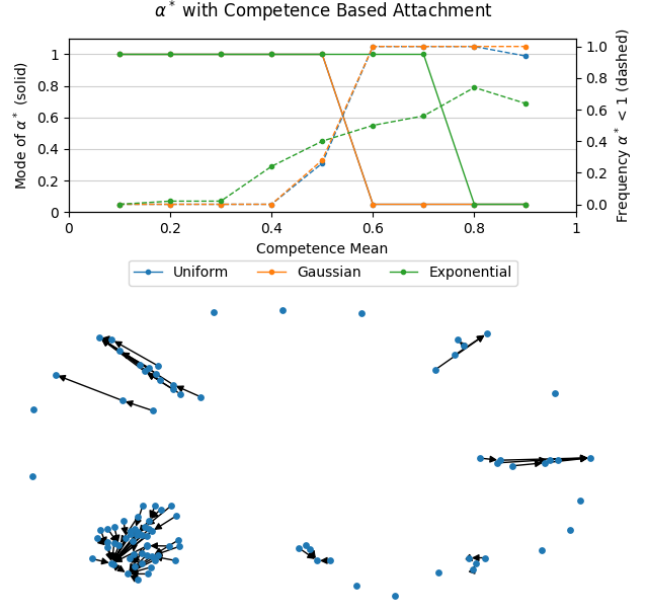 α* with Competence Based Attachment
Mode of α* (solid)
1
0.8
0.6
0.4
0.2
0
1.0
0.8
0.6
0.4
0.2
0.0
Frequency α* < 1 (dashed)
0 0.2 0.4 0.6 0.8 1
Competence Mean
Uniform Gaussian Exponential